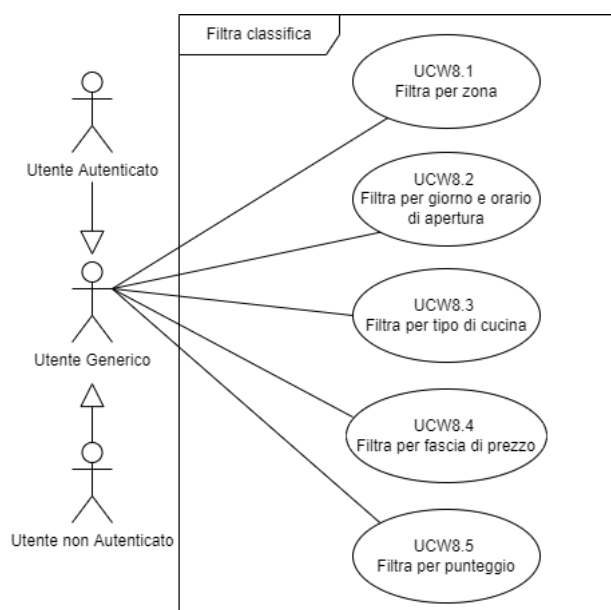 Filtra classifica
UCW8.1
Filtra per zona
Utente Autenticato
UCW8.2
Filtra per giorno e orario
di apertura
UCW8.3
Filtra per tipo di cucina
Utente Generico
UCW8.4
Filtra per fascia di prezzo
Utente non Autenticato
UCW8.5
Filtra per punteggio